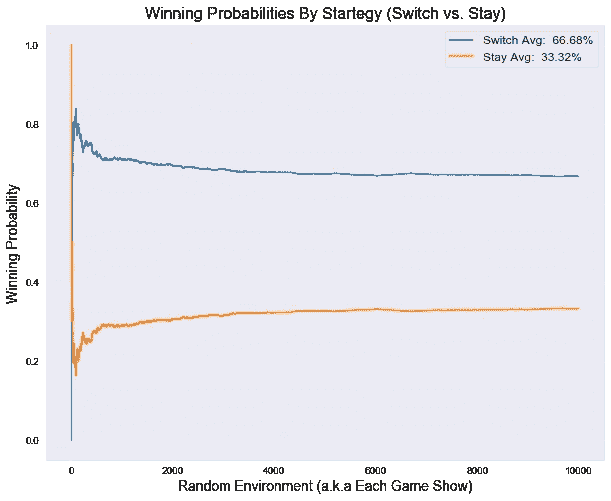 Winning Probabilities By Startegy (Switch vs. Stay)
Switch Avg: 66.68%
Stay Avg: 33.32%
Winning Probability
1.0
0.8
0.6
0.4
0.2
0.0
0 2000 4000 6000 8000 10000
Random Environment (a.k.a Each Game Show)